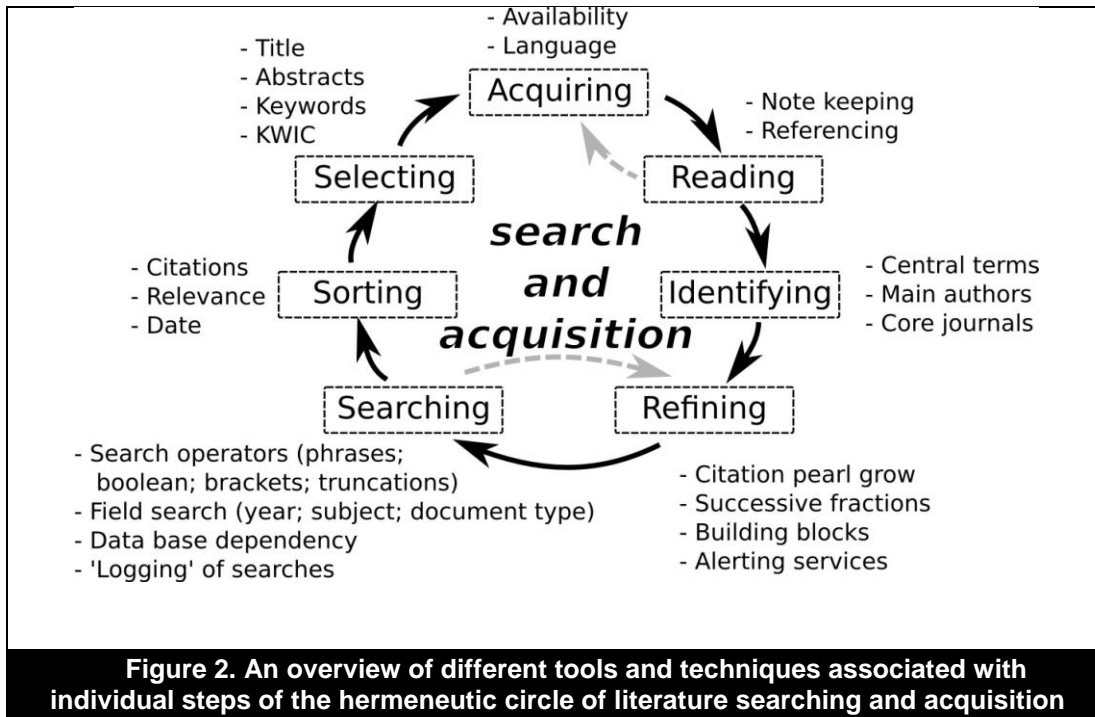 - Availability
- Language
Acquiring
- Title
- Abstracts
- Keywords
- KWIC
- Note keeping
- Referencing
Selecting
Reading
search
and
acquisition
- Citations
- Relevance
- Date
Sorting
Identifying
- Central terms
- Main authors
- Core journals
Searching
Refining
- Search operators (phrases;
boolean; brackets; truncations)
- Field search (year; subject; document type)
- Data base dependency
- 'Logging' of searches
- Citation pearl grow
- Successive fractions
- Building blocks
- Alerting services
Figure 2. An overview of different tools and techniques associated with
individual steps of the hermeneutic circle of literature searching and acquisition